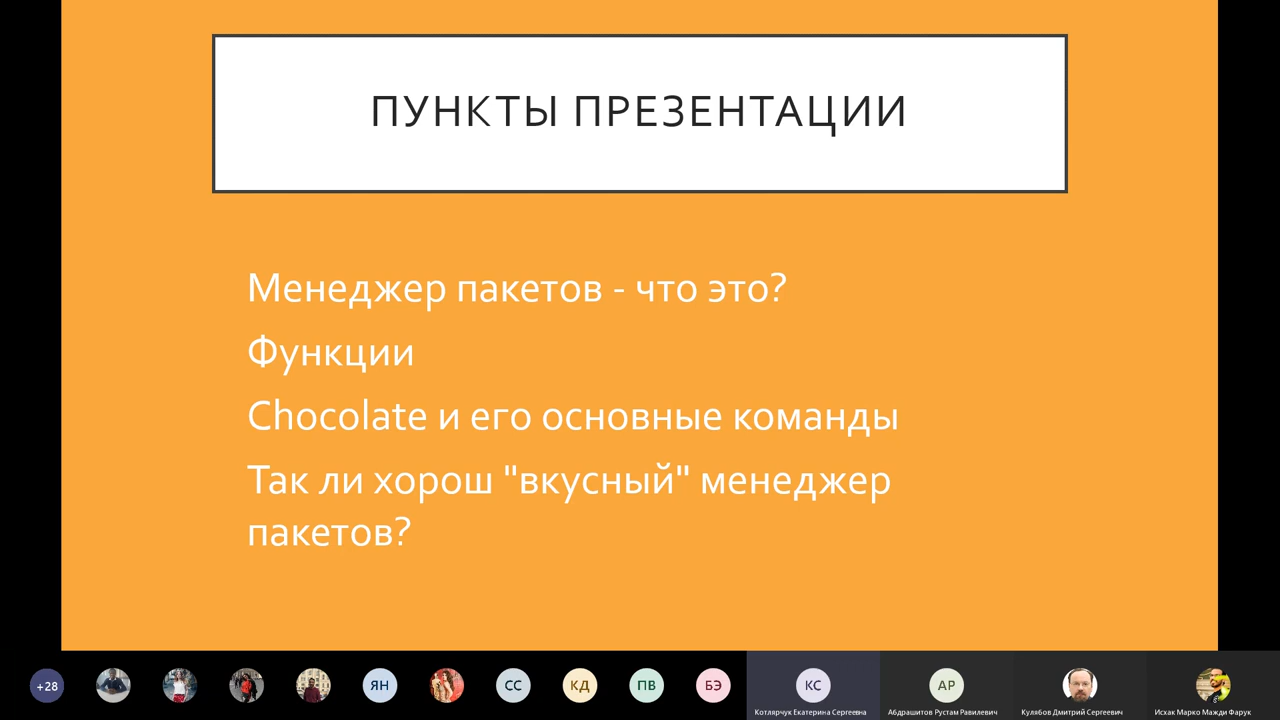 ПУНКТЫ ПРЕЗЕНТАЦИИ
Менеджер пакетов - что это?
Функции
Chocolate и его основные команды
Так ли хорош "вкусный" менеджер
пакетов?
+28
ЯН
СС
КД
ПВ
БЭ
КС
АР
Котлярчук Екатерина Сергеевна
Абдрашитов Рустам Равилевич
Кулябов Дмитрий Сергеевич
Исхак Марко Мажди Фарук